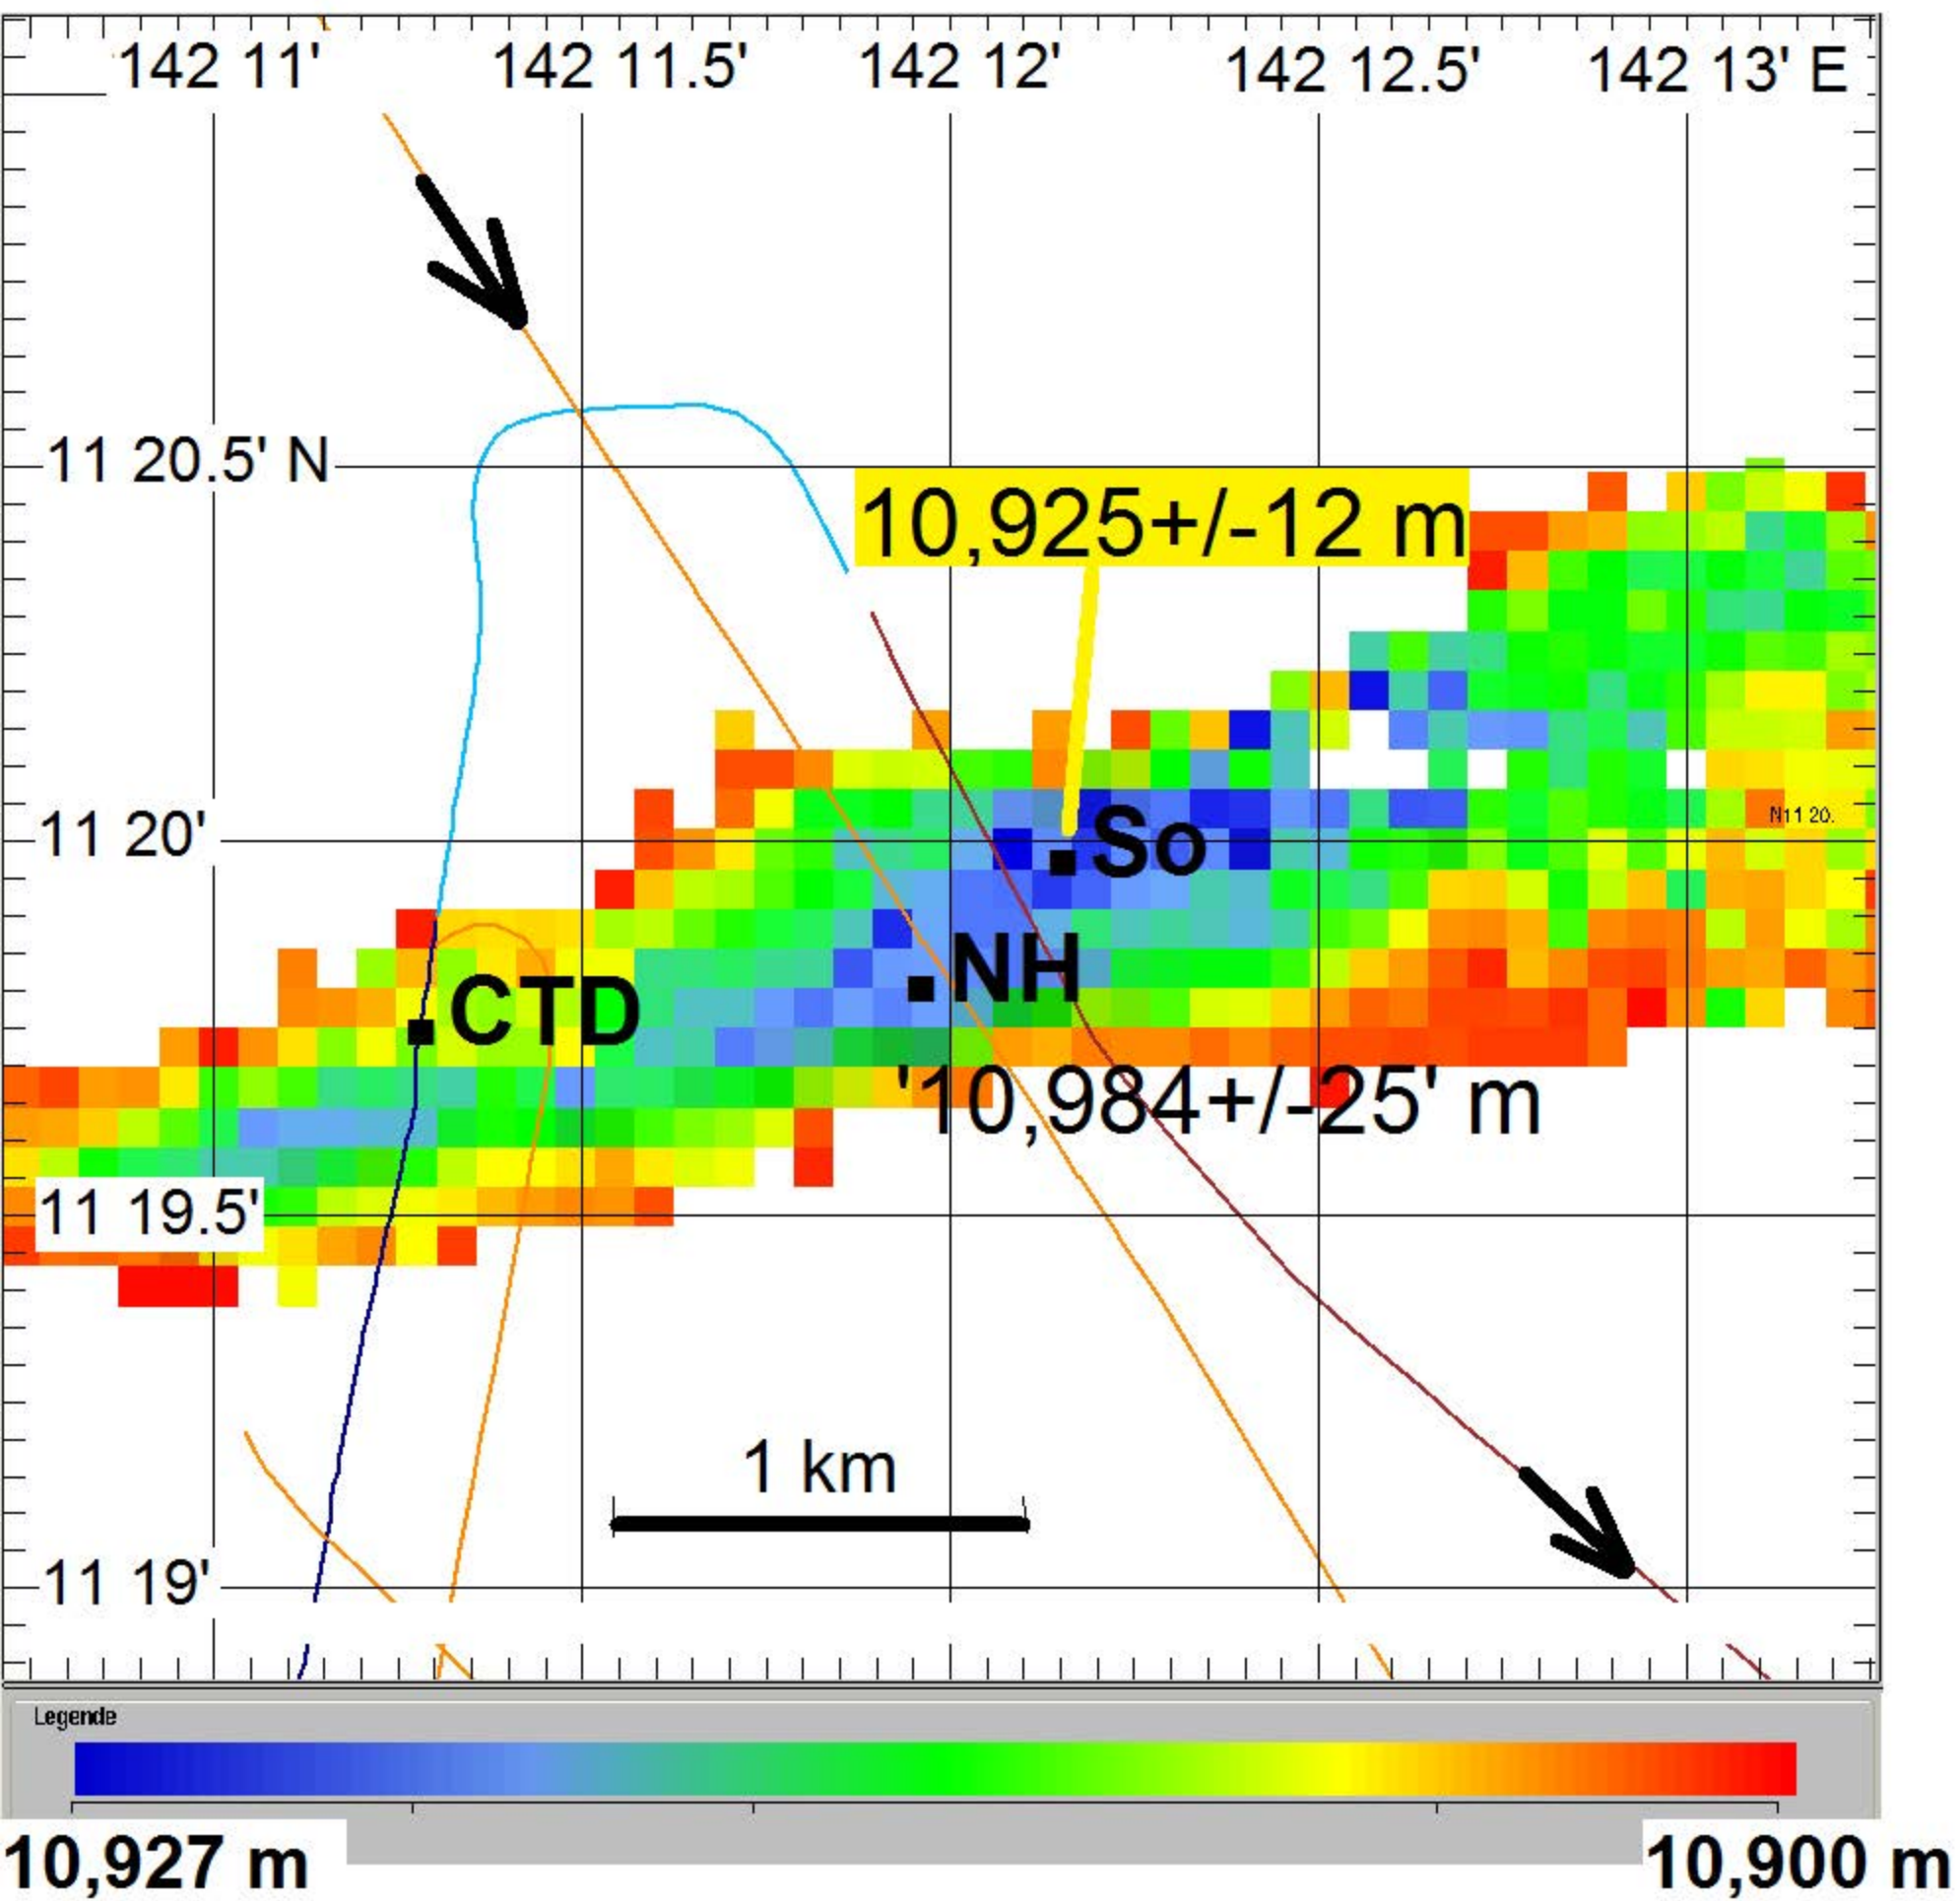 142 11' 142 11.5' 142 12' 142 12.5' 142 13' E
11 20.5' N
10,925+/-12 m
N11 20.
11 20'
So
NH
CTD
'10,984+/-25' m
11 19.5'
1 km
11 19'
Legende
10,927 m 10,900 m